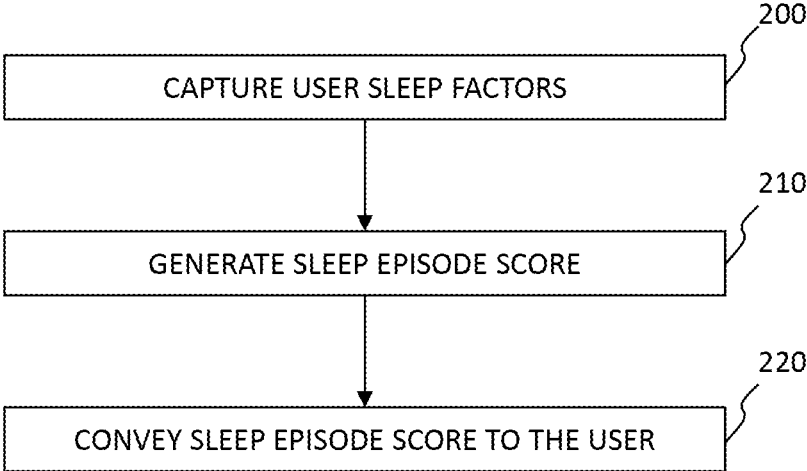 200
CAPTURE USER SLEEP FACTORS
210
GENERATE SLEEP EPISODE SCORE
220
CONVEY SLEEP EPISODE SCORE TO THE USER